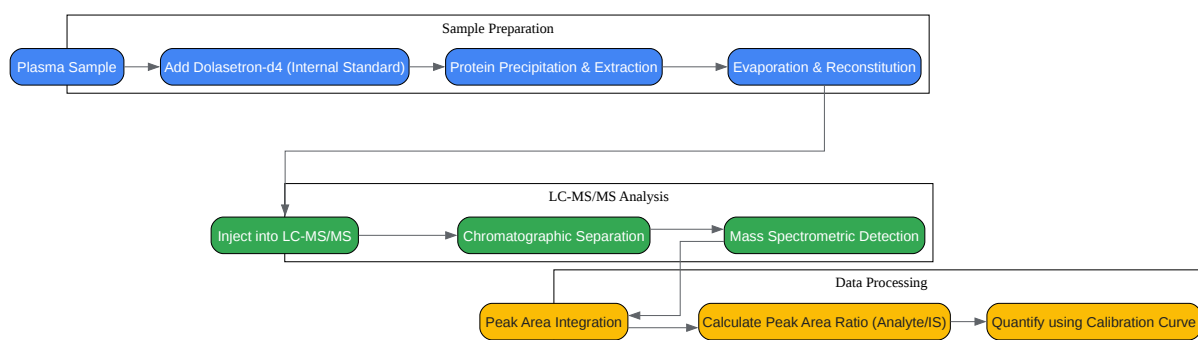 Sample Preparation
Plasma Sample
Add Dolasetron-d4 (Internal Standard)
Protein Precipitation & Extraction
Evaporation & Reconstitution
LC-MS/MS Analysis
Inject into LC-MS/MS
Chromatographic Separation
Mass Spectrometric Detection
Data Processing
Peak Area Integration
Calculate Peak Area Ratio (Analyte/IS)
Quantify using Calibration Curve